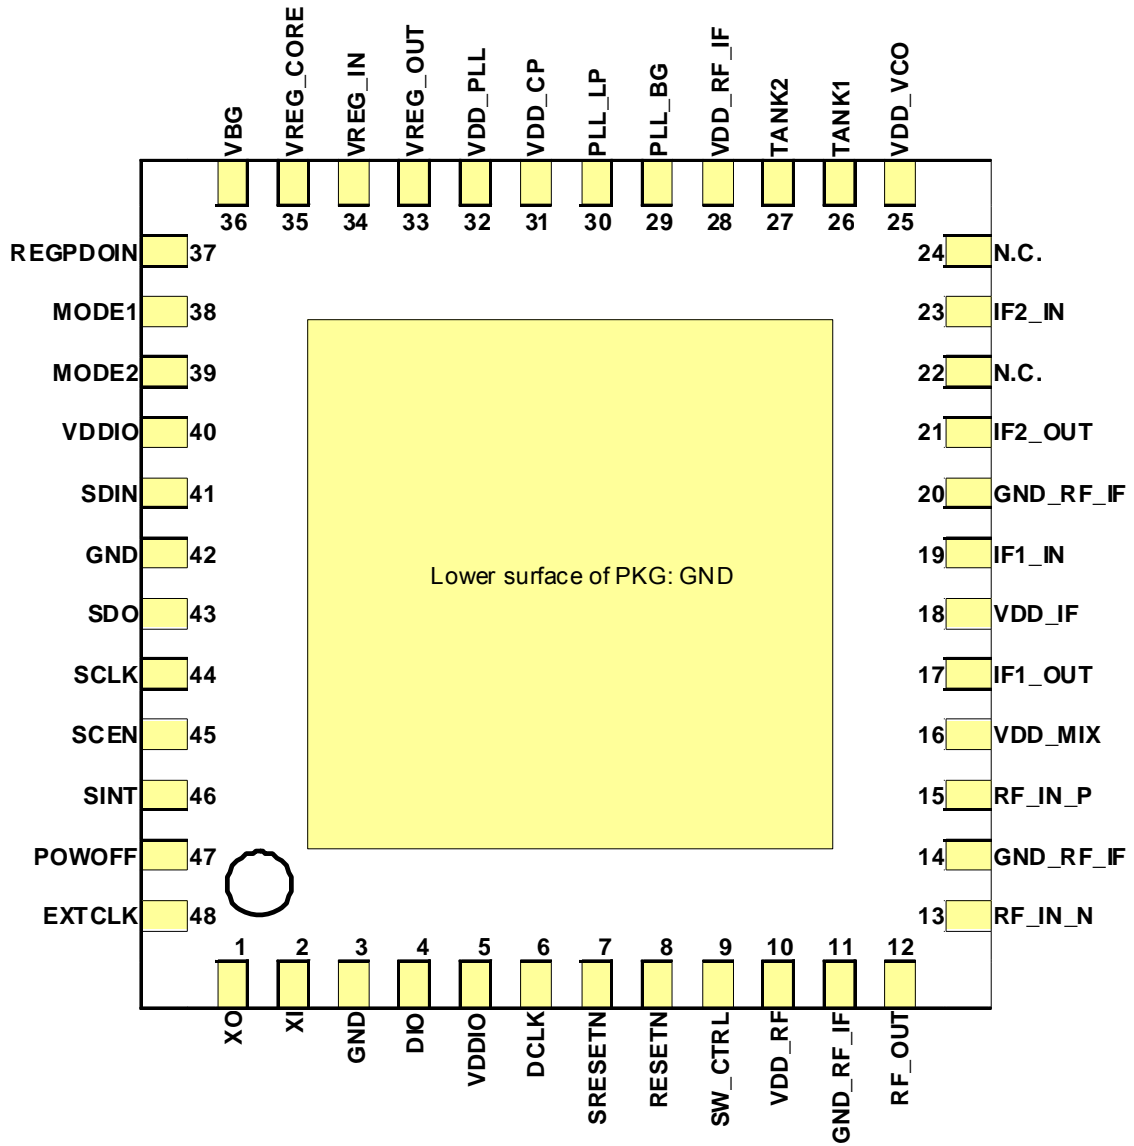 VBG
VREG_CORE
VREG_IN
VREG_OUT
VDD_PLL
VDD_CP
PLL_LP
PLL_BG
VDD_RF_IF
TANK2
TANK1
VDD_VCO
36 35 34 33 32 31 30 29 28 27 26 25
REGPDOIN 37
MODE1 38
MODE2 39
VDDIO 40
SDIN 41
GND 42
SDO 43
SCLK 44
SCEN 45
SINT 46
POWOFF 47
EXTCLK 48
Lower surface of PKG: GND
24 N.C.
23 IF2_IN
22 N.C.
21 IF2_OUT
20 GND_RF_IF
19 IF1_IN
18 VDD_IF
17 IF1_OUT
16 VDD_MIX
15 RF_IN_P
14 GND_RF_IF
13 RF_IN_N
1 2 3 4 5 6 7 8 9 10 11 12
XO
XI
GND
DIO
VDDIO
DCLK
SRESETN
RESETN
SW_CTRL
VDD_RF
GND_RF_IF
RF_OUT